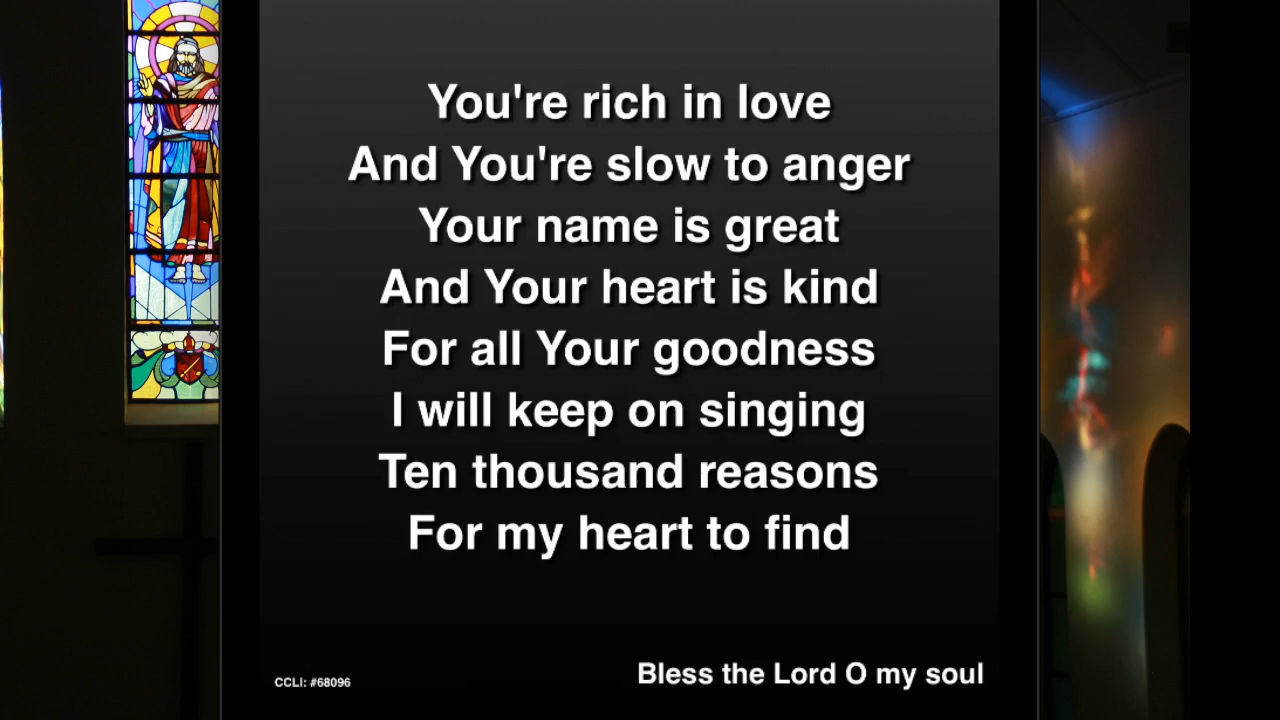 You're rich in love
And You're slow to anger
Your name is great
And Your heart is kind
For all Your goodness
I will keep on singing
Ten thousand reasons
For my heart to find
CCLI: #68096
Bless the Lord O my soul